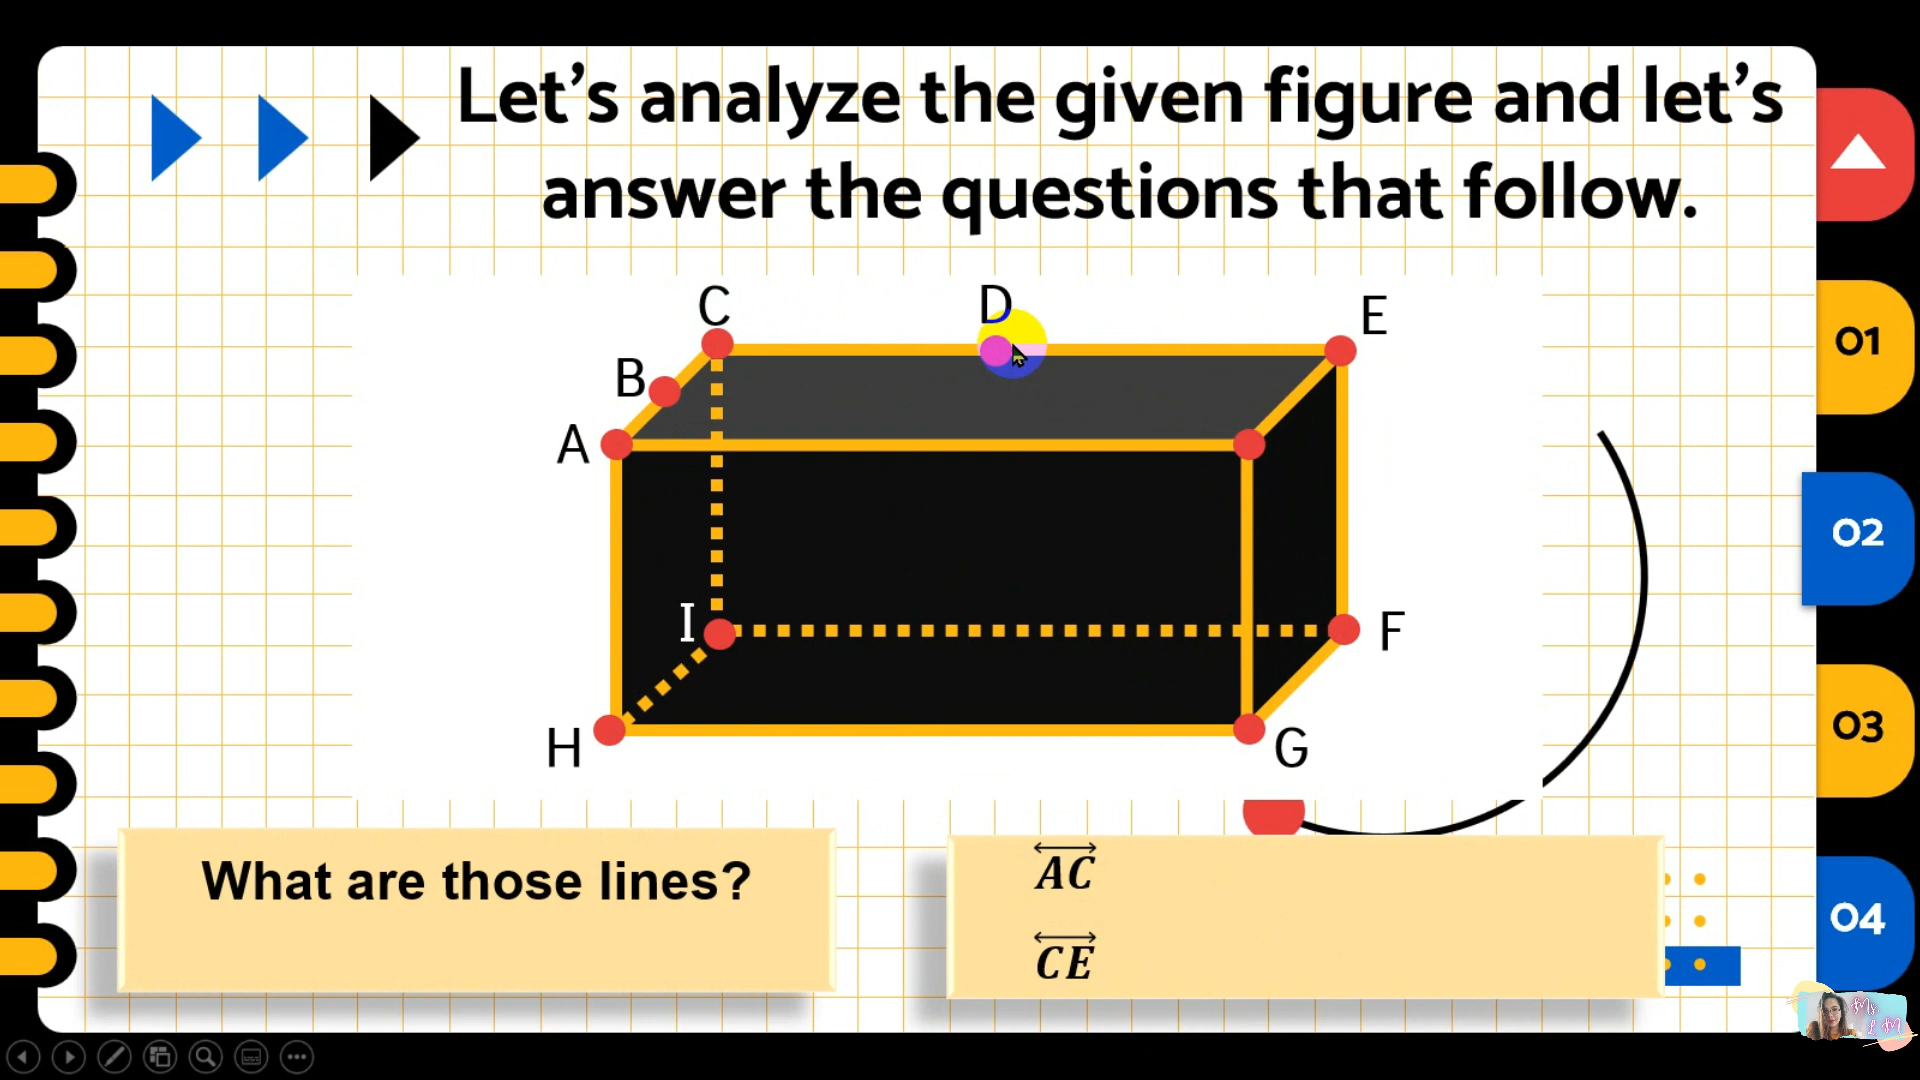 Let's analyze the given figure and let's
answer the questions that follow.
C
D
E
B
A
I
F
H
G
01
02
03
04
What are those lines?
AC
CE
Ms
L M